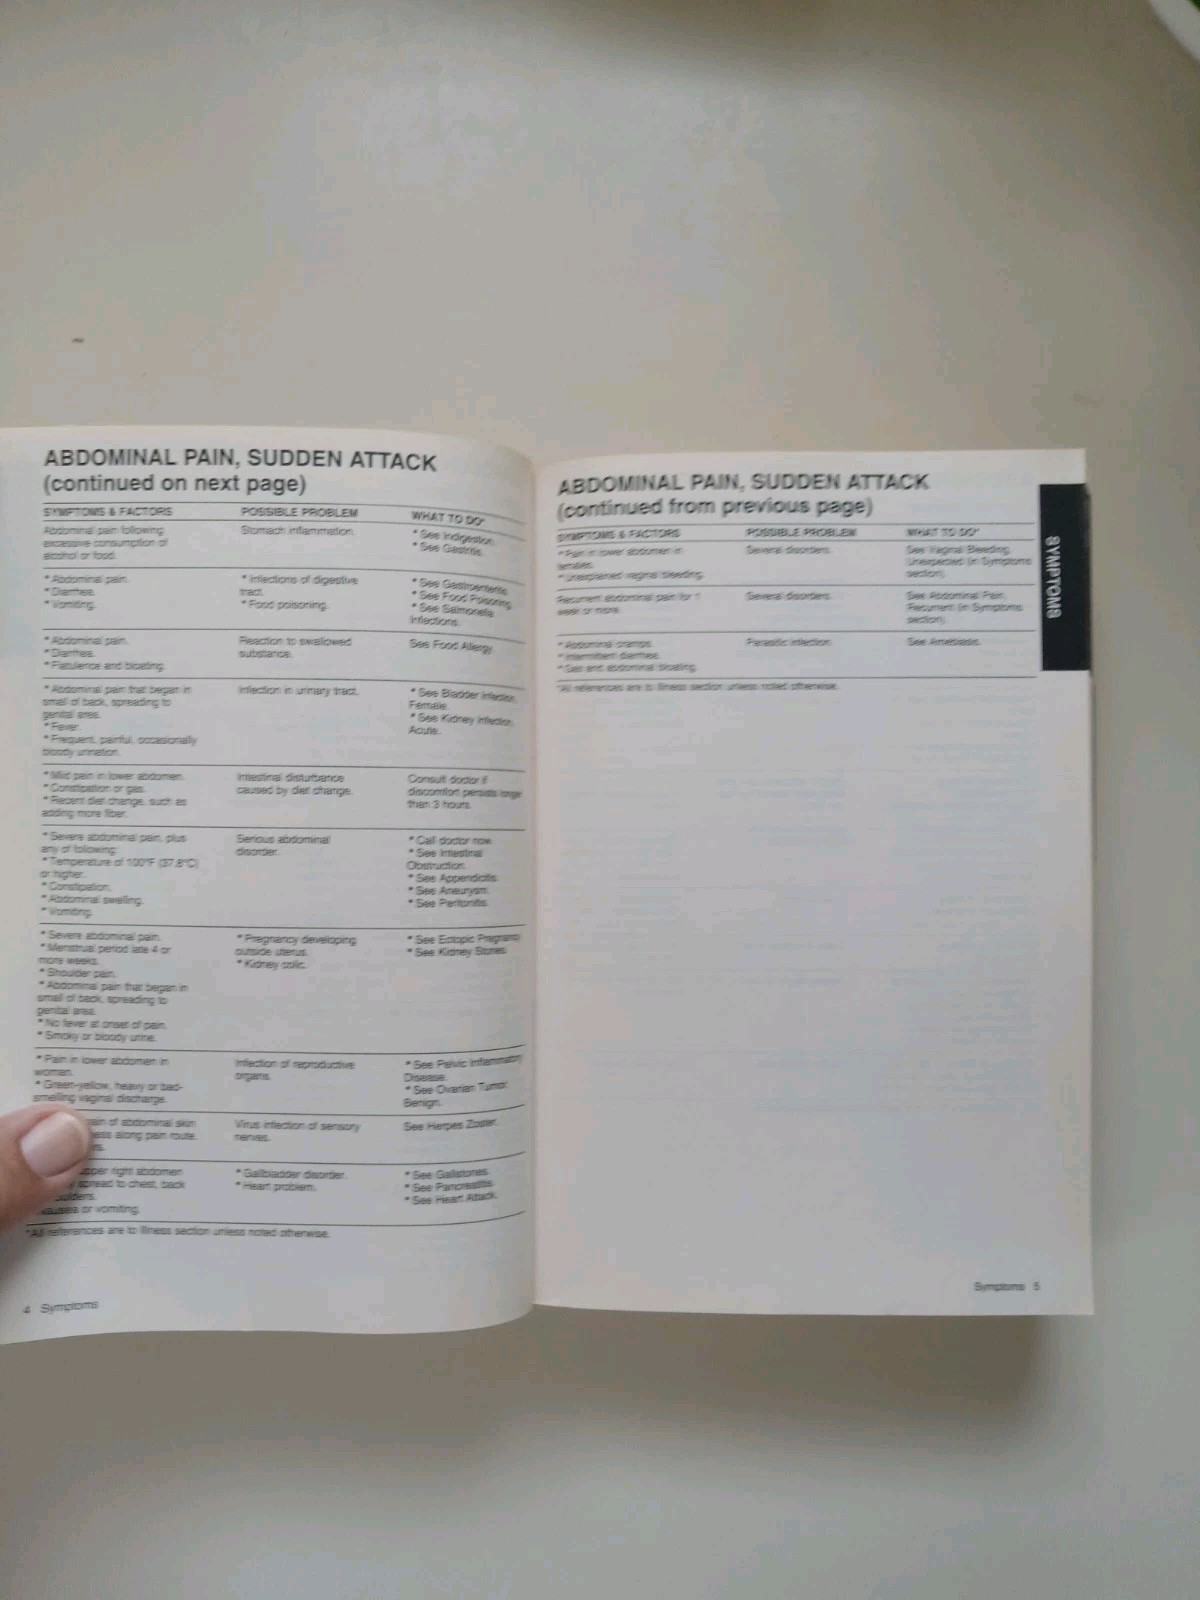 ABDOMINAL PAIN, SUDDEN ATTACK
(continued on next page)
SYMPTOMS & FACTORS POSSIBLE PROBLEM WHAT TO DO*
Abdominal pain following Stomach inflammation. * See Indigestion.
excessive consumption of * See Gastritis.
alcohol or food.
* Abdominal pain. * Infections of digestive * See Gastroenteritis.
* Diarrhea. tract. * See Food Poisoning.
* Vomiting. * Food poisoning. * See Salmonella
Infections.
* Abdominal pain. Reaction to swallowed See Food Allergy.
* Diarrhea. substance.
* Flatulence and bloating.
* Abdominal pain that began in Infection in urinary tract. * See Bladder Infection,
small of back, spreading to Female.
genital area. * See Kidney Infection,
* Fever. Acute.
* Frequent, painful, occasionally
bloody urination.
* Mild pain in lower abdomen. Intestinal disturbance Consult doctor if
* Constipation or gas. caused by diet change. discomfort persists longer
* Recent diet change, such as than 3 hours.
adding more fiber.
* Severe abdominal pain, plus Serious abdominal * Call doctor now.
any of following: disorder. * See Intestinal
* Temperature of 100°F (37.8°C) Obstruction.
or higher. * See Appendicitis.
* Constipation. * See Aneurysm.
* Abdominal swelling. * See Peritonitis.
* Vomiting.
* Severe abdominal pain. * Pregnancy developing * See Ectopic Pregnancy.
* Menstrual period late 4 or outside uterus. * See Kidney Stones.
more weeks. * Kidney colic.
* Shoulder pain.
* Abdominal pain that began in
small of back, spreading to
genital area.
* No fever at onset of pain.
* Smoky or bloody urine.
* Pain in lower abdomen in Infection of reproductive * See Pelvic Inflammatory
woman. organs. Disease.
* Green-yellow, heavy or bad- * See Ovarian Tumor,
smelling vaginal discharge. Benign.
pain of abdominal skin Virus infection of sensory See Herpes Zoster.
along pain route. nerves.
upper right abdomen * Gallbladder disorder. * See Gallstones.
spread to chest, back * Heart problem. * See Pancreatitis.
* See Heart Attack.
or vomiting.
*All references are to Illness section unless noted otherwise.
4 Symptoms
ABDOMINAL PAIN, SUDDEN ATTACK
(continued from previous page)
SYMPTOMS & FACTORS POSSIBLE PROBLEM WHAT TO DO*
* Pain in lower abdomen in Several disorders. See Vaginal Bleeding,
females. Unexpected (in Symptoms
* Unexplained vaginal bleeding. section).
Recurrent abdominal pain for 1 Several disorders. See Abdominal Pain,
week or more. Recurrent (in Symptoms
section).
* Abdominal cramps. Parasitic infection. See Amebiasis.
* Intermittent diarrhea.
* Gas and abdominal bloating.
*All references are to Illness section unless noted otherwise.
SYMPTOMS
Symptoms 5